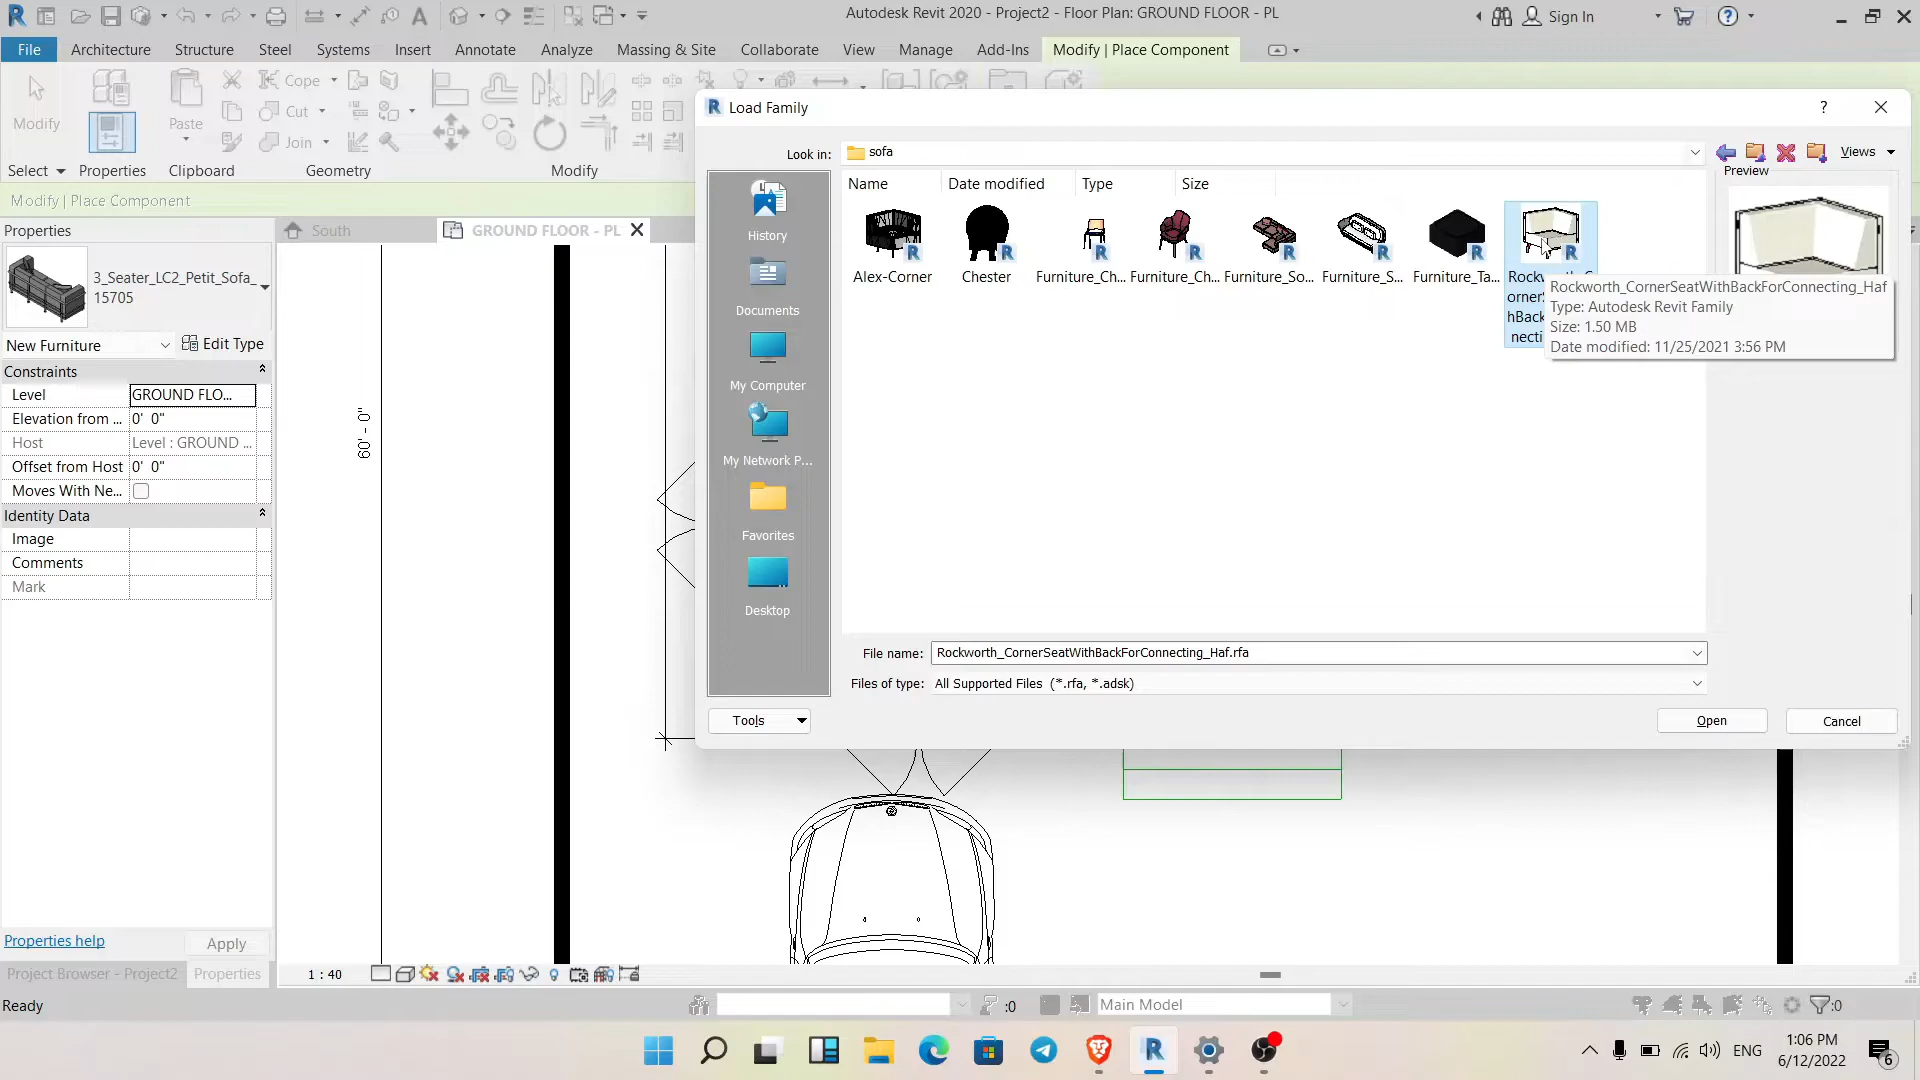 Autodesk Revit 2020 - Project2 - Floor Plan: GROUND FLOOR - PL
Sign In
File
Architecture
Structure
Steel
Systems
Insert
Annotate
Analyze
Massing & Site
Collaborate
View
Manage
Add-Ins
Modify | Place Component
Modify
Paste
Cope
Cut
Join
Select
Properties
Clipboard
Geometry
Modify
Modify | Place Component
Properties
South
GROUND FLOOR - PL
3_Seater_LC2_Petit_Sofa_
15705
New Furniture
Edit Type
Constraints
Level
GROUND FLO...
Elevation from ...
0' 0"
Host
Level : GROUND ...
Offset from Host
0' 0"
Moves With Ne...
Identity Data
Image
Comments
Mark
Properties help
Apply
Project Browser - Project2
Properties
60' - 0"
1 : 40
Load Family
?
Look in:
sofa
Views
Preview
Name
Date modified
Type
Size
History
Documents
My Computer
My Network P...
Favorites
Desktop
Alex-Corner
Chester
Furniture_Ch...
Furniture_Ch...
Furniture_So...
Furniture_S...
Furniture_Ta...
Rockworth_CornerSeatWithBackForConnecting_Haf
Type: Autodesk Revit Family
Size: 1.50 MB
Date modified: 11/25/2021 3:56 PM
File name:
Rockworth_CornerSeatWithBackForConnecting_Haf.rfa
Files of type:
All Supported Files (*.rfa, *.adsk)
Tools
Open
Cancel
Ready
:0
Main Model
:0
ENG
1:06 PM
6/12/2022
6